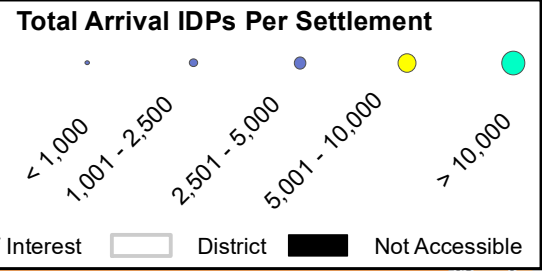 Total Arrival IDPs Per Settlement
< 1,000
1,001 - 2,500
2,501 - 5,000
5,001 - 10,000
> 10,000
Interest District Not Accessible